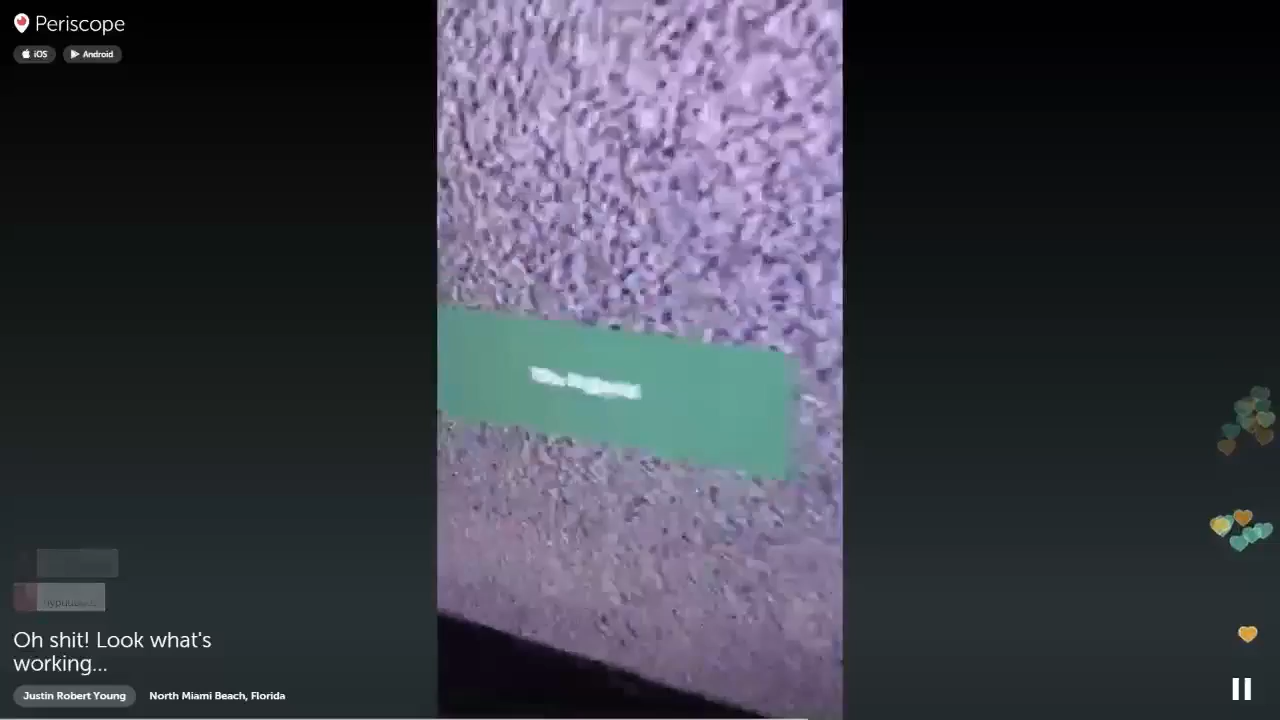 Periscope
iOS
Android
Oh shit! Look what's
working...
Justin Robert Young
North Miami Beach, Florida